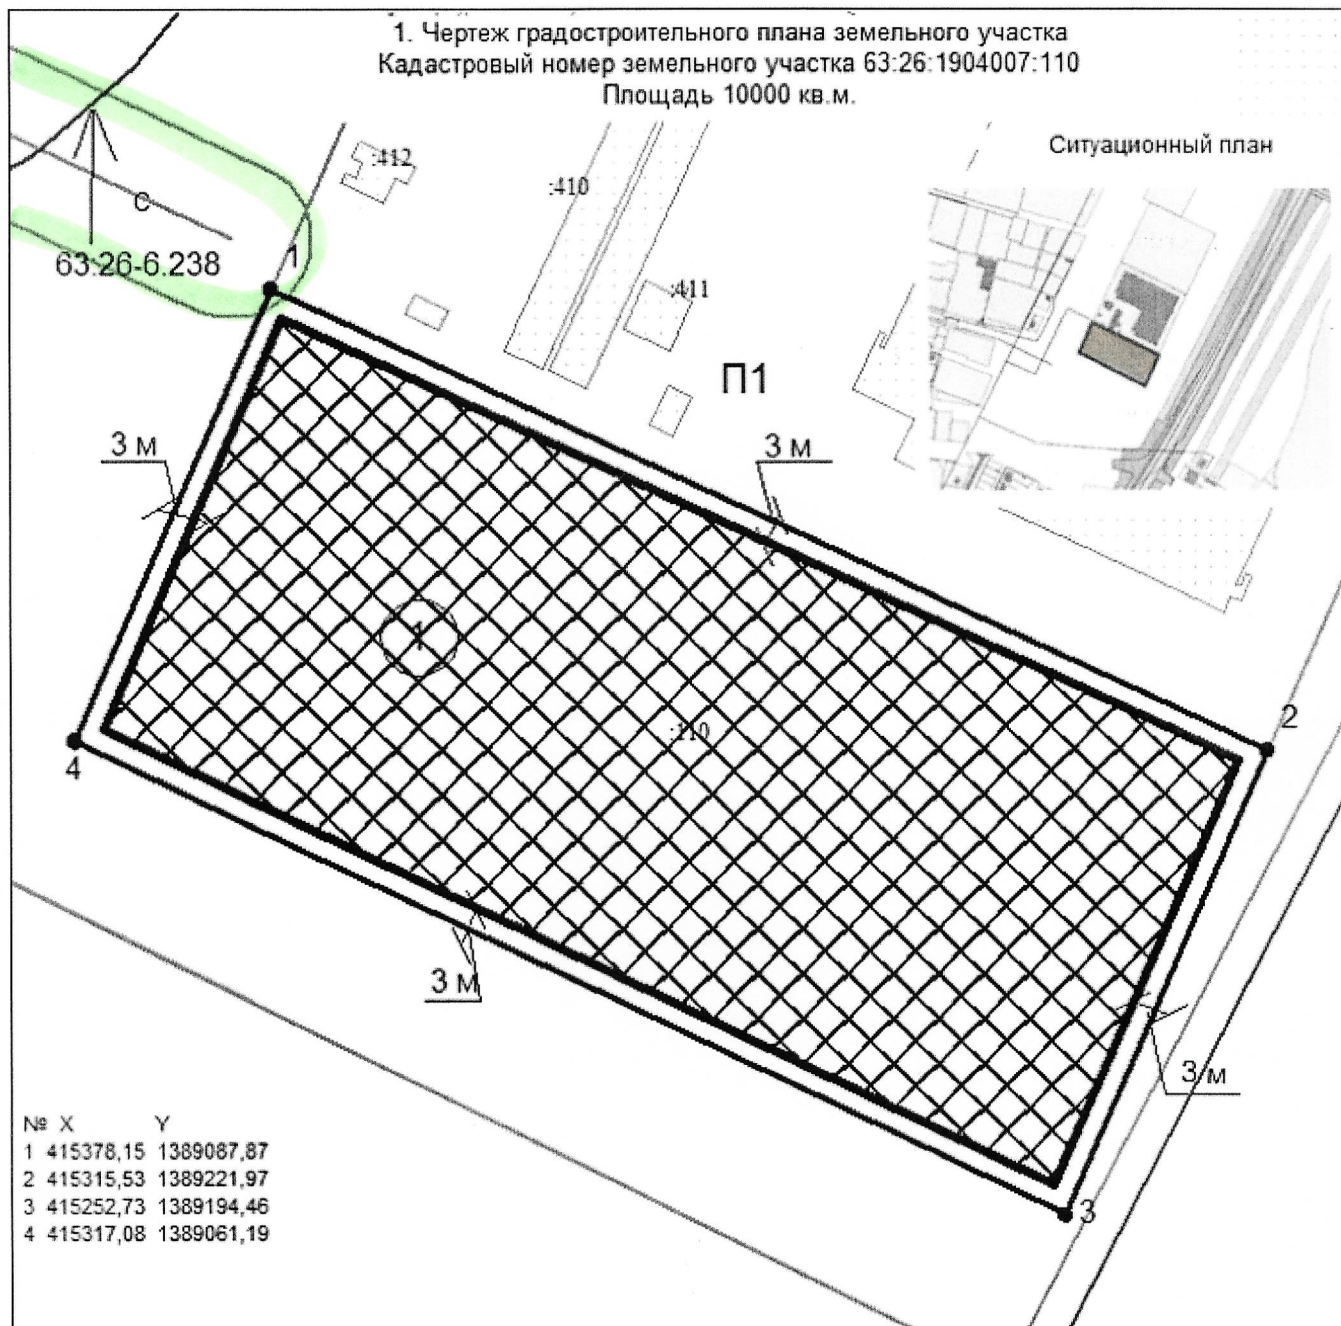 1. Чертеж градостроительного плана земельного участка
Кадастровый номер земельного участка 63:26:1904007:110
Площадь 10000 кв.м.
Ситуационный план
:412
:410
С
63:26-6.238
1
:411
П1
3 м
3 м
1
:110
2
4
3 м
3 м
3
№ X Y
1 415378,15 1389087,87
2 415315,53 1389221,97
3 415252,73 1389194,46
4 415317,08 1389061,19